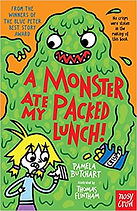 FROM THE
WINNERS OF
THE BLUE PETER
BEST STORY
AWARD
No crisps
were stolen
in the
making of
this book.
A MONSTER
ATE MY
PACKED
LUNCH!
PAMELA
BUTCHART
Illustrated by
THOMAS
FLINTHAM
nosy
crow